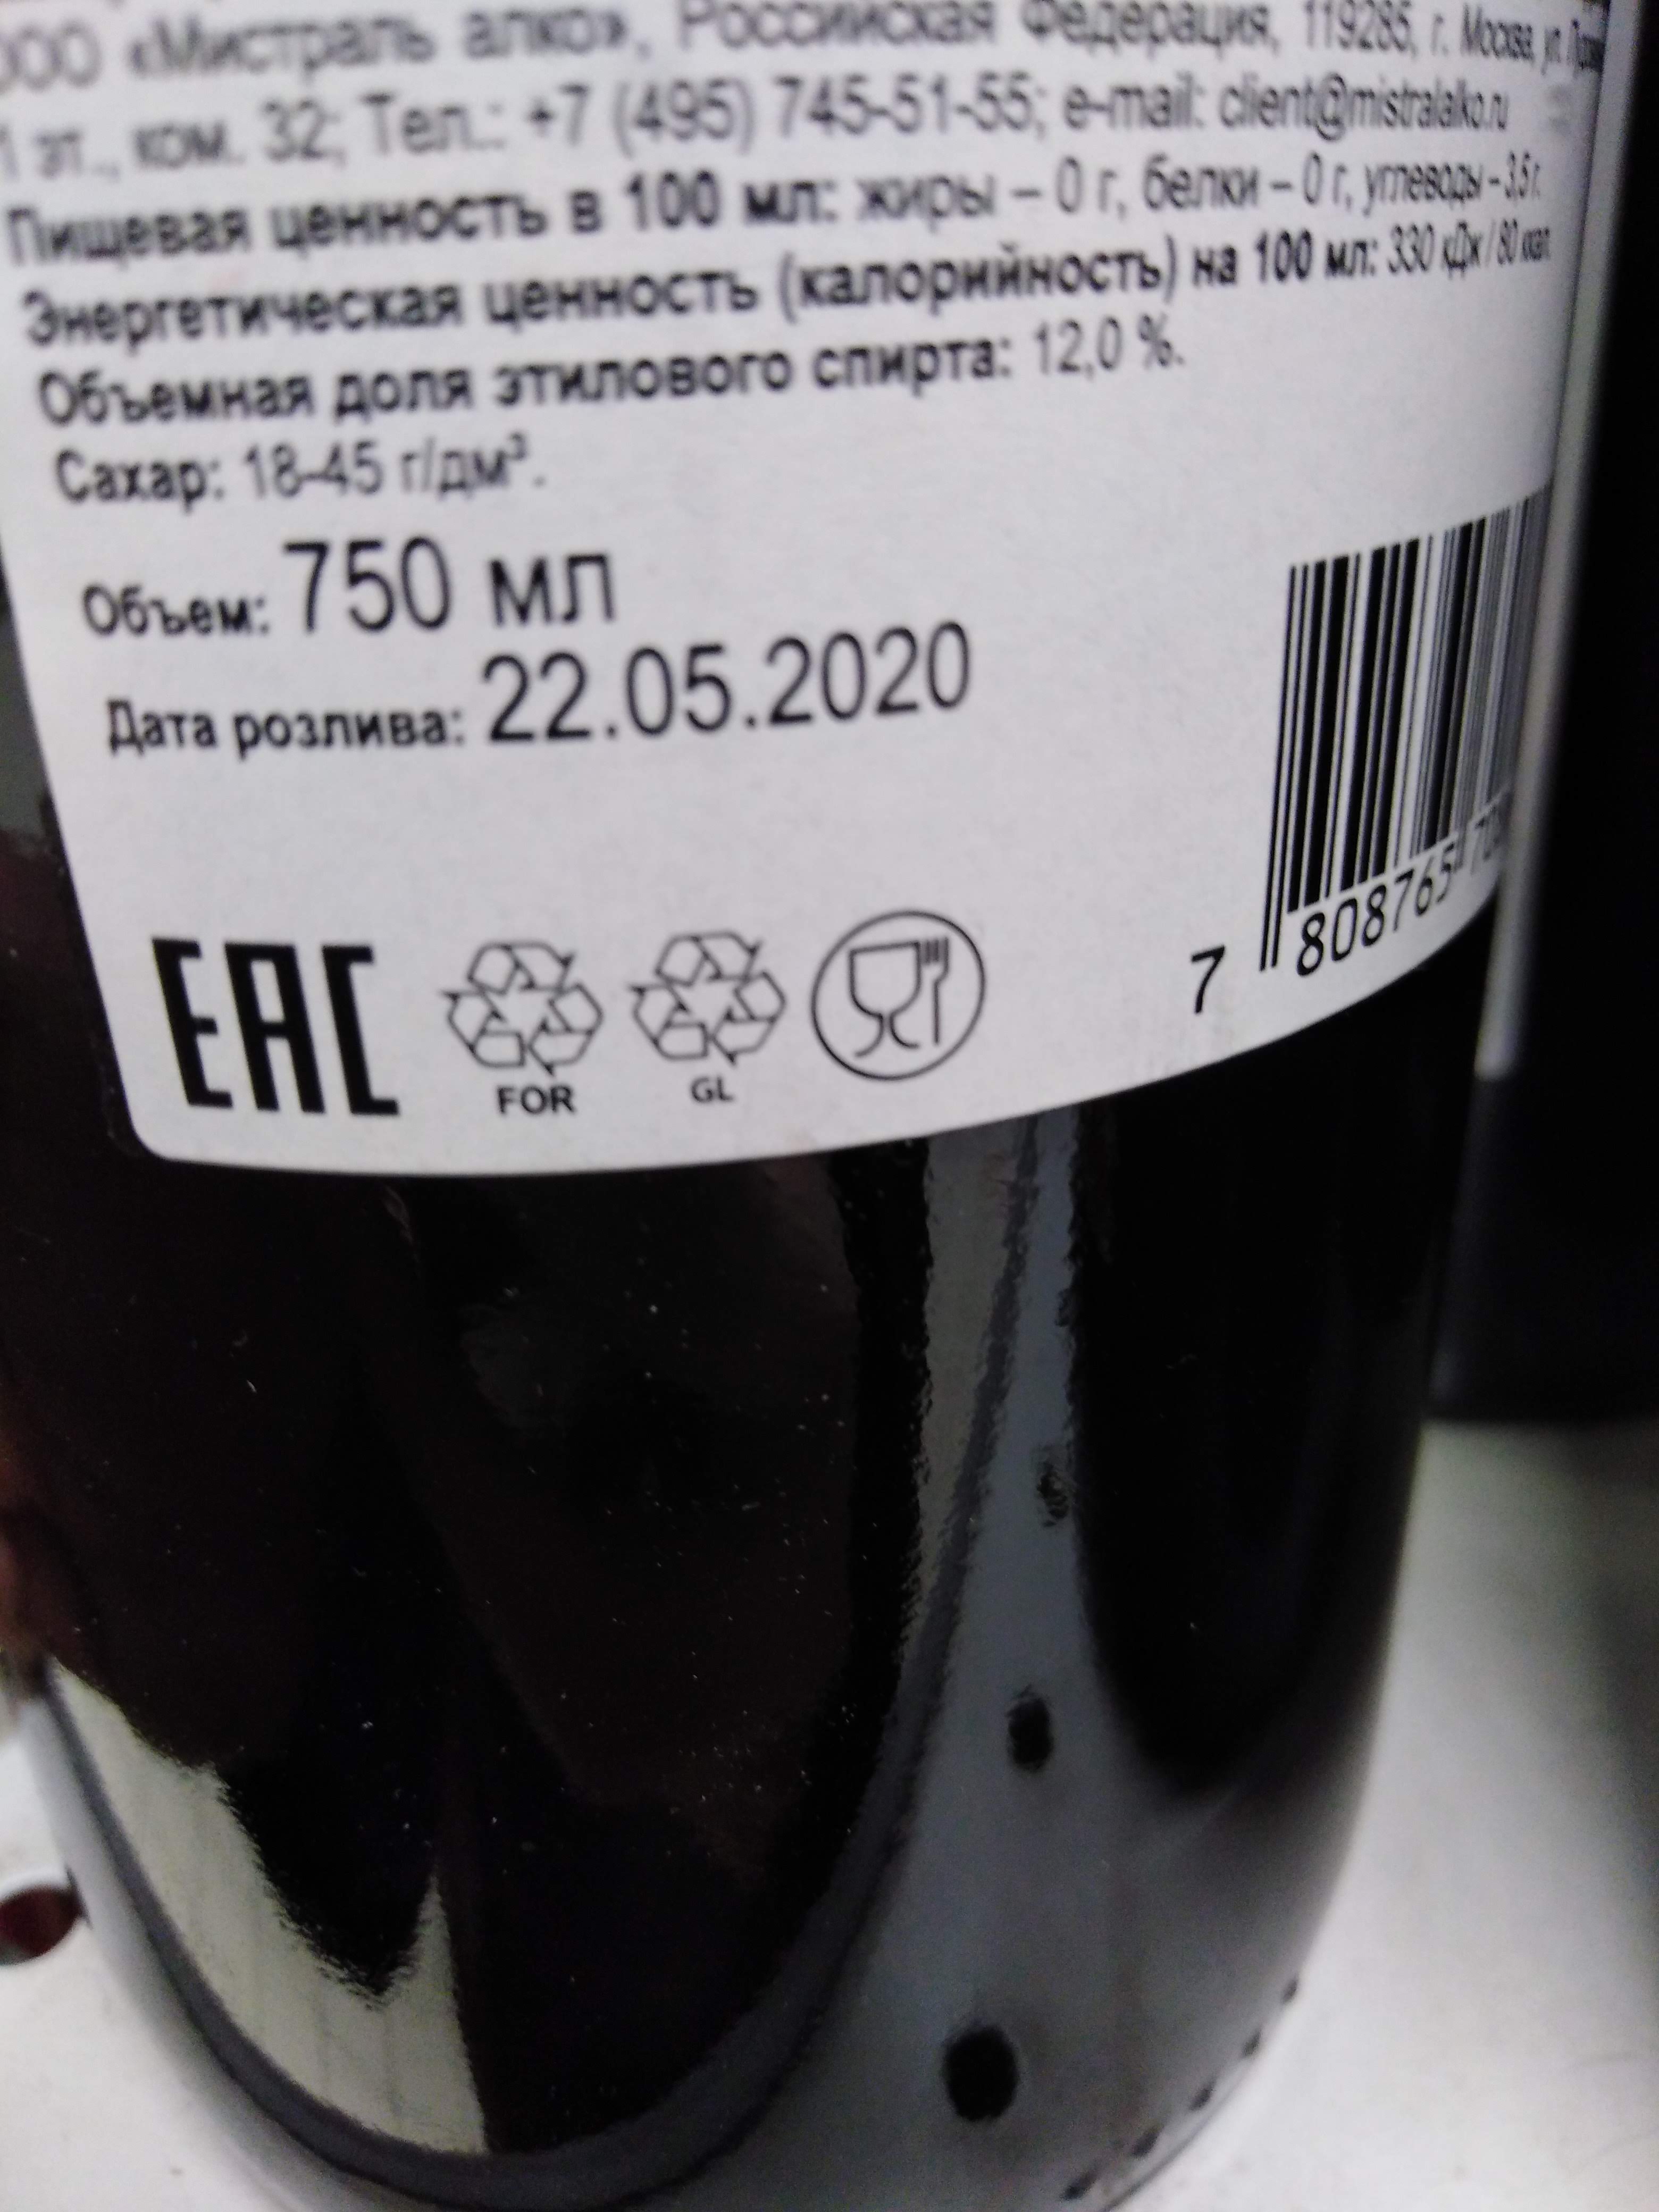 ООО «Мистраль алко», Российская Федерация, 119285, г. Москва, ул.
1 эт., ком. 32; Тел.: +7 (495) 745-51-55; e-mail: client@mistralalko.ru
Пищевая ценность в 100 мл: жиры – 0 г, белки – 0 г, углеводы – 3,5 г.
Энергетическая ценность (калорийность) на 100 мл: 330 кДж / 80 ккал.
Объемная доля этилового спирта: 12,0 %.
Сахар: 18-45 г/дм³.
Объем: 750 мл
Дата розлива: 22.05.2020
7 808765
EAC
FOR
GL